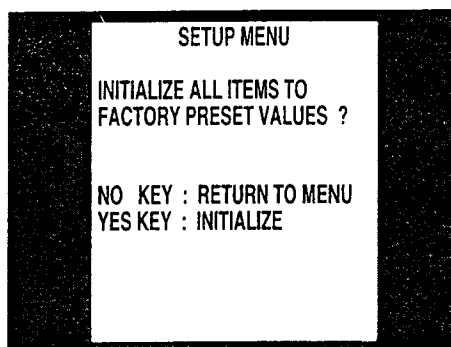 SETUP MENU
INITIALIZE ALL ITEMS TO
FACTORY PRESET VALUES ?
NO KEY : RETURN TO MENU
YES KEY : INITIALIZE